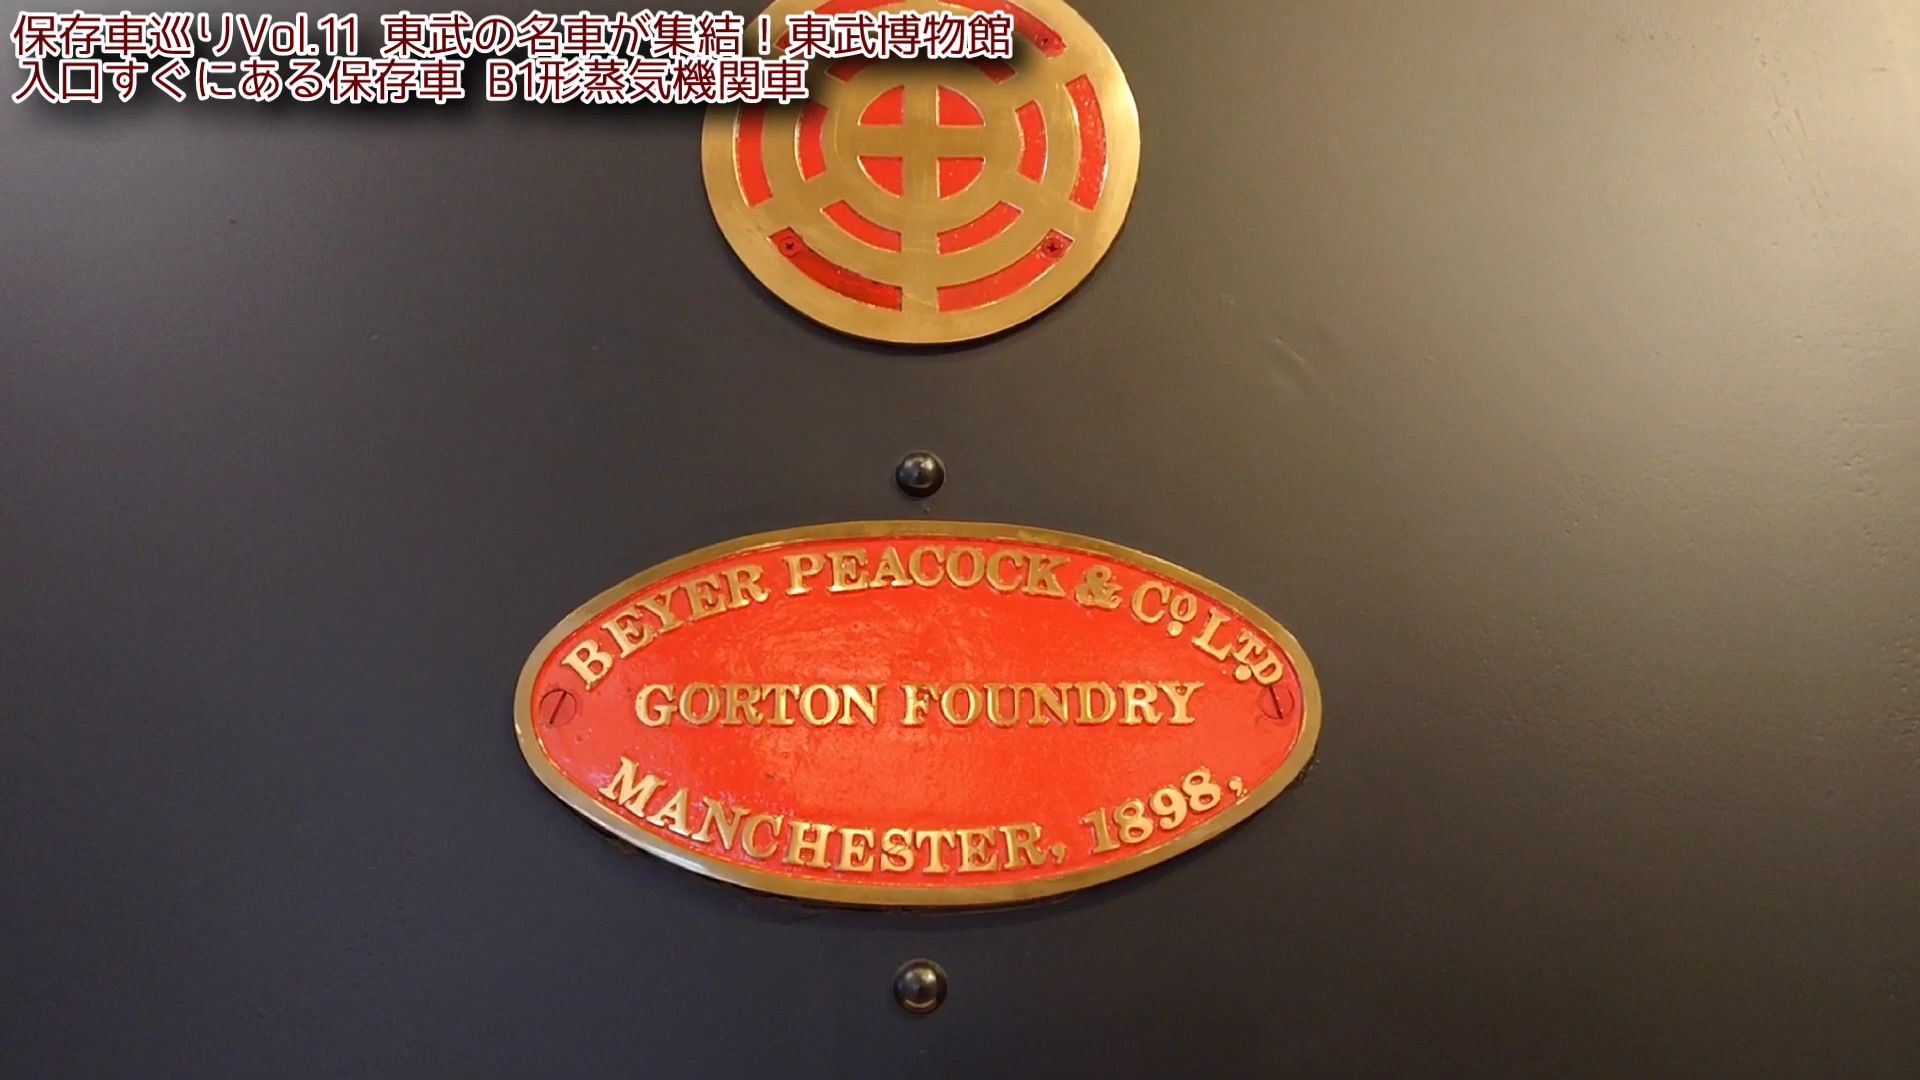 保存車巡りVol.11 東武の名車が集結！東武博物館
入口すぐにある保存車 B1形蒸気機関車
BEYER PEACOCK & Co. LTD
GORTON FOUNDRY
MANCHESTER, 1898,